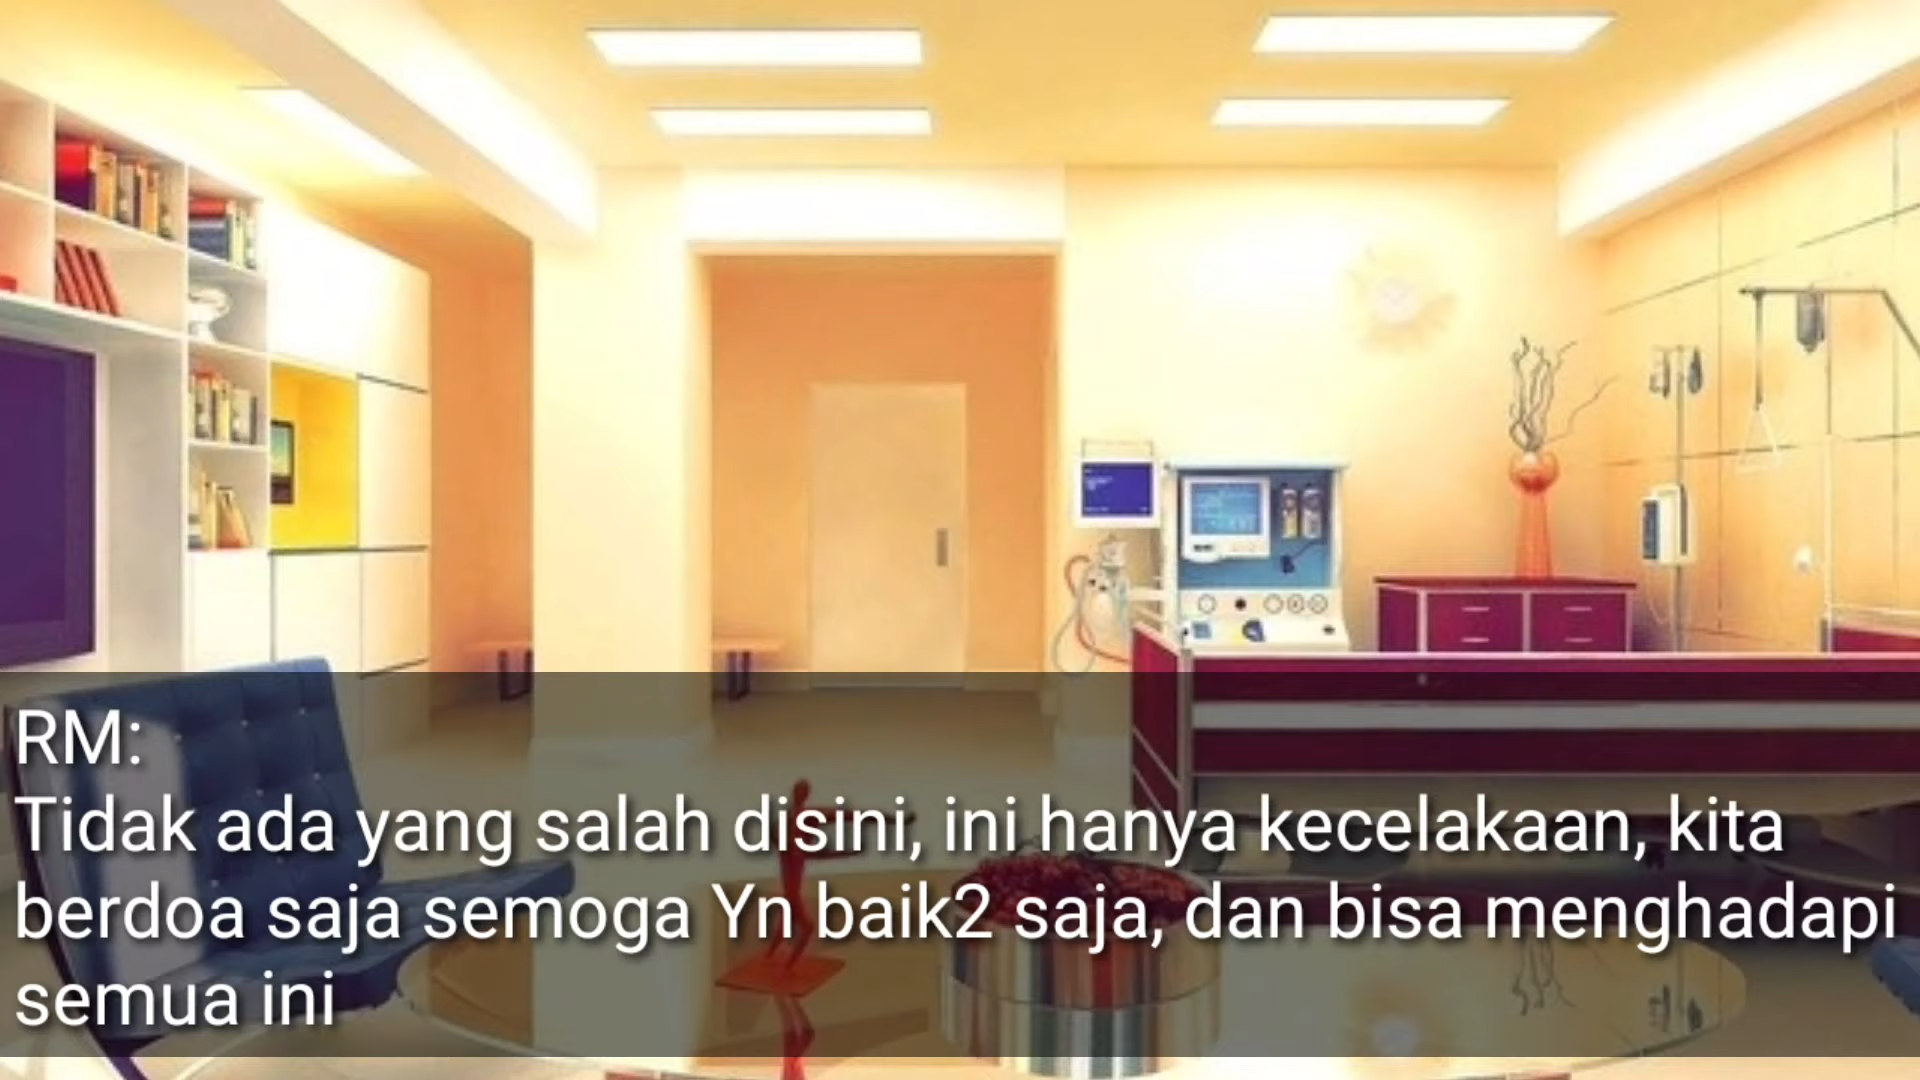 RM:
Tidak ada yang salah disini, ini hanya kecelakaan, kita
berdoa saja semoga Yn baik2 saja, dan bisa menghadapi
semua ini